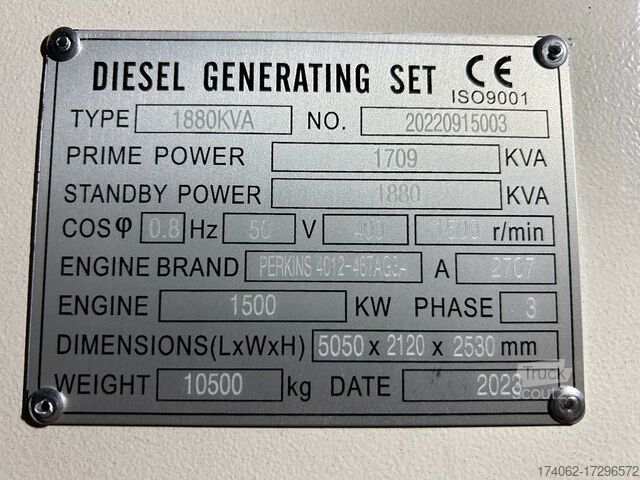 DIESEL GENERATING SET CE
ISO9001
TYPE 1880KVA NO. 20220915003
PRIME POWER 1709 KVA
STANDBY POWER 1880 KVA
COSφ 0.8 Hz 50 V 400 1500 r/min
ENGINE BRAND PERKINS 4012-46TAG3- A 2707
ENGINE 1500 KW PHASE 3
DIMENSIONS(LxWxH) 5050 x 2120 x 2530 mm
WEIGHT 10500 kg DATE 2023
Truck
scout
174062-17296572